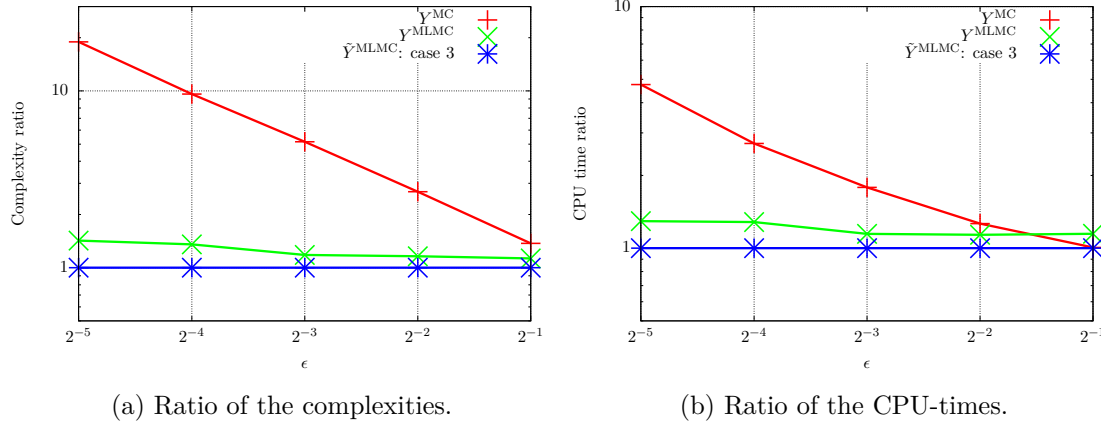 Y^MC
Y^MLMC
Ỹ^MLMC: case 3
10
1
Complexity ratio
2^-5
2^-4
2^-3
2^-2
2^-1
ϵ
(a) Ratio of the complexities.
Y^MC
Y^MLMC
Ỹ^MLMC: case 3
10
1
CPU time ratio
2^-5
2^-4
2^-3
2^-2
2^-1
ϵ
(b) Ratio of the CPU-times.